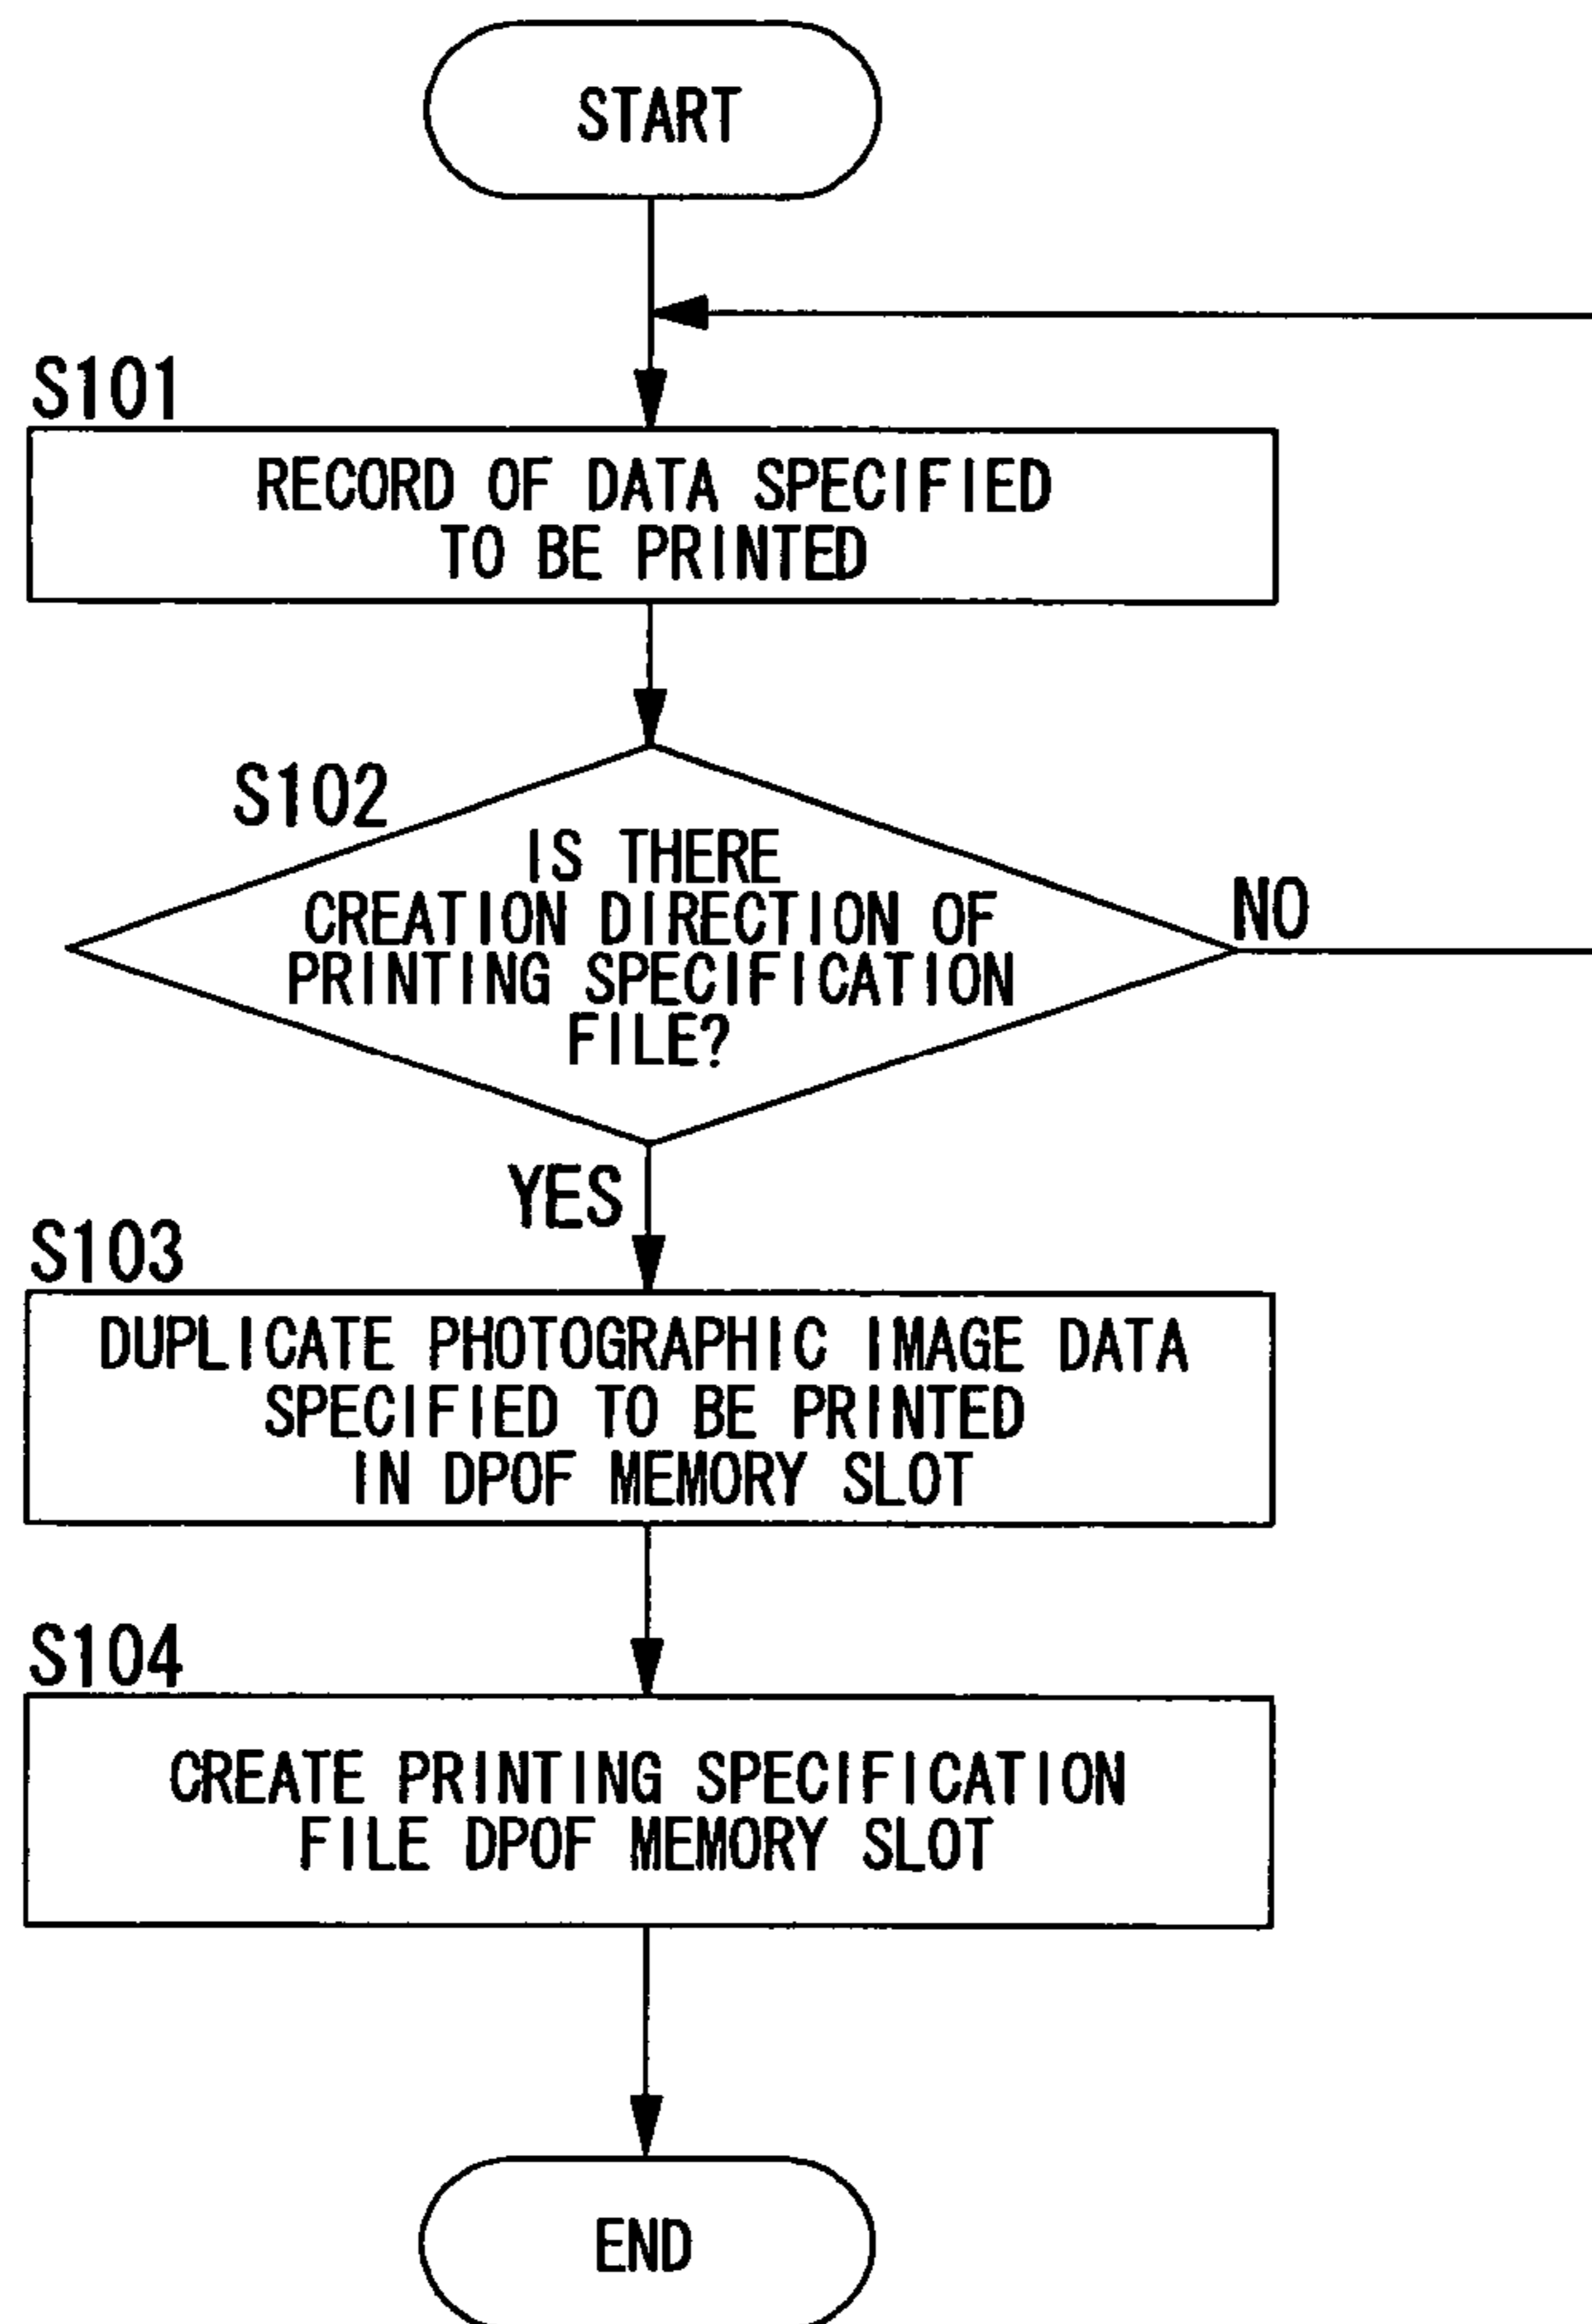 START
S101
RECORD OF DATA SPECIFIED
TO BE PRINTED
S102
IS THERE
CREATION DIRECTION OF
PRINTING SPECIFICATION
FILE?
NO
YES
S103
DUPLICATE PHOTOGRAPHIC IMAGE DATA
SPECIFIED TO BE PRINTED
IN DPOF MEMORY SLOT
S104
CREATE PRINTING SPECIFICATION
FILE DPOF MEMORY SLOT
END